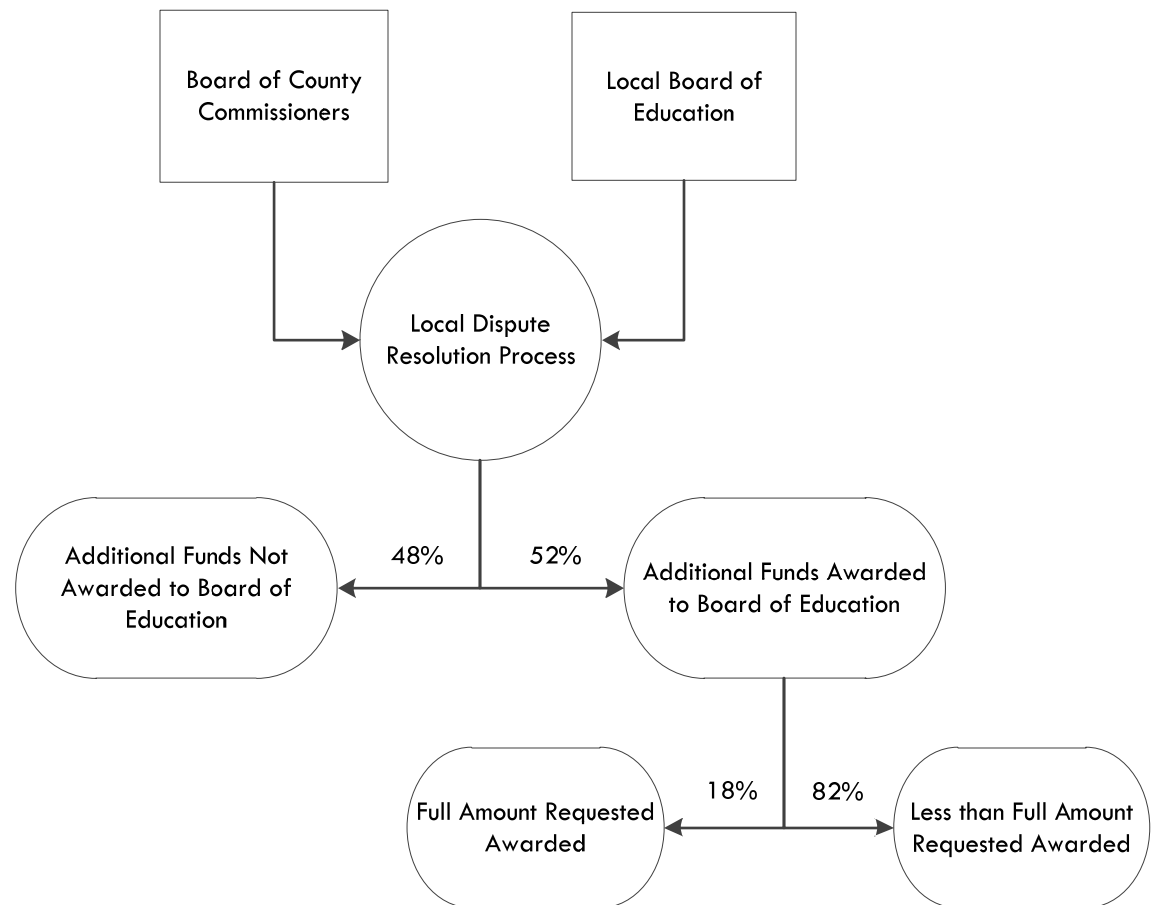 Board of County
Commissioners
Local Board of
Education
Local Dispute
Resolution Process
48%
52%
Additional Funds Not
Awarded to Board of
Education
Additional Funds Awarded
to Board of Education
18%
82%
Full Amount Requested
Awarded
Less than Full Amount
Requested Awarded